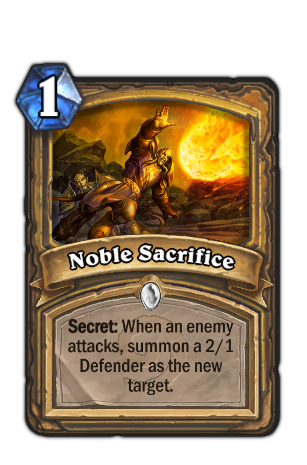 1
Noble Sacrifice
Secret: When an enemy
attacks, summon a 2/1
Defender as the new
target.